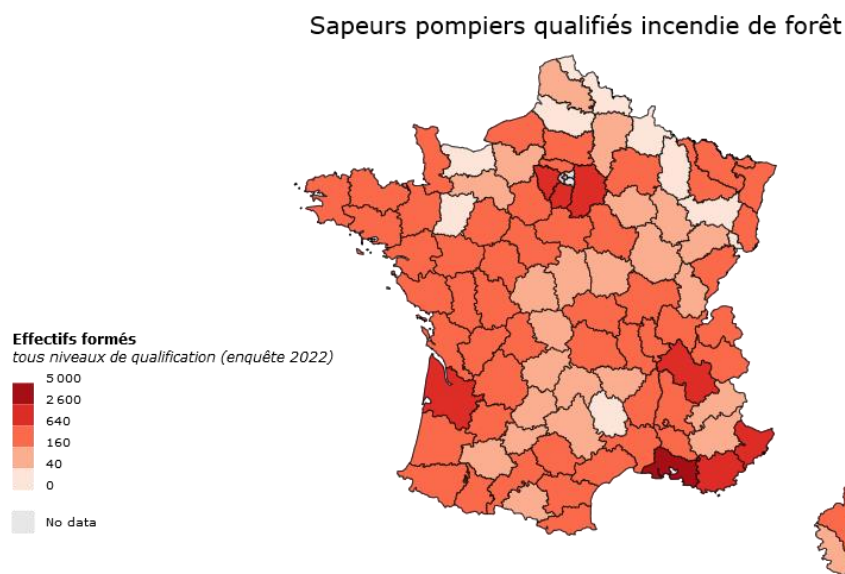 Sapeurs pompiers qualifiés incendie de forêt
Effectifs formés
tous niveaux de qualification (enquête 2022)
5 000
2 600
640
160
40
0
No data